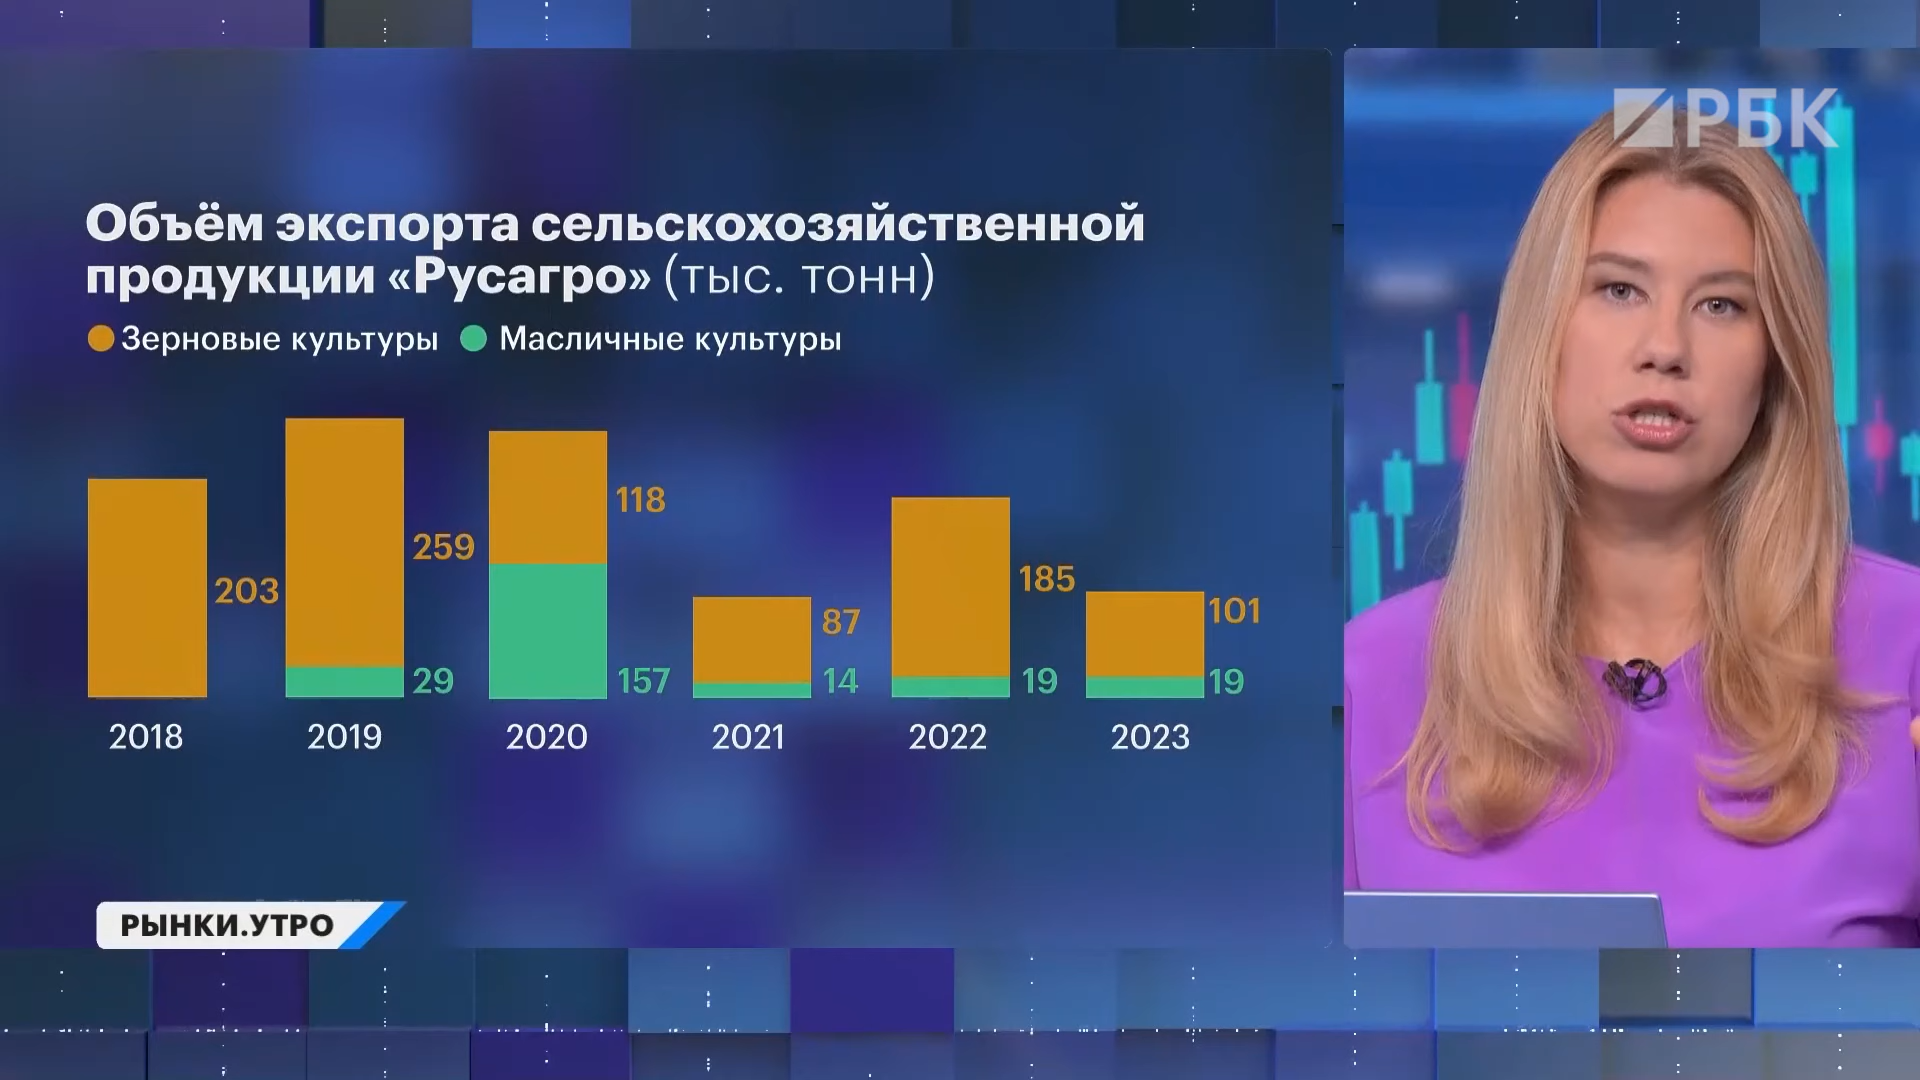 Объём экспорта сельскохозяйственной
продукции «Русагро» (тыс. тонн)
Зерновые культуры Масличные культуры
203
259
29
118
157
87
14
185
19
101
19
2018 2019 2020 2021 2022 2023
РЫНКИ.УТРО
РБК